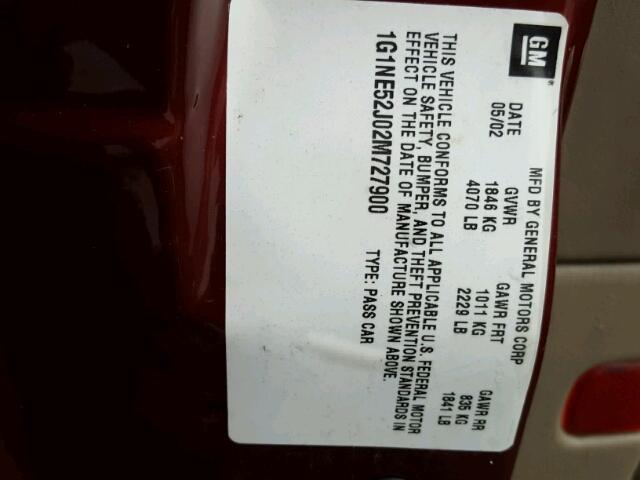 GM
MFD BY GENERAL MOTORS CORP
DATE GVWR GAWR FRT GAWR RR
05/02 1846 KG 1011 KG 835 KG
4070 LB 2229 LB 1841 LB
THIS VEHICLE CONFORMS TO ALL APPLICABLE U.S. FEDERAL MOTOR
VEHICLE SAFETY, BUMPER, AND THEFT PREVENTION STANDARDS IN
EFFECT ON THE DATE OF MANUFACTURE SHOWN ABOVE.
1G1NE52J02M727900 TYPE: PASS CAR